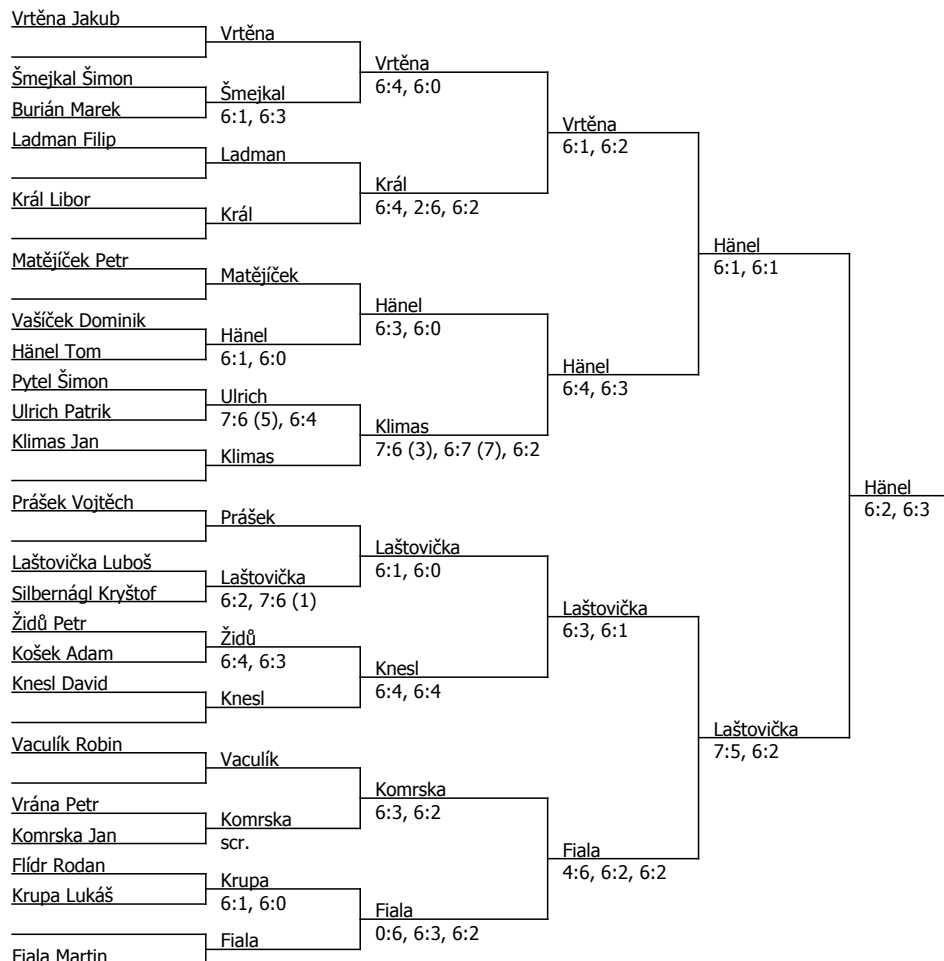 Vrtěna Jakub
Vrtěna
Vrtěna
6:4, 6:0
Šmejkal Šimon
Šmejkal
6:1, 6:3
Burián Marek
Vrtěna
6:1, 6:2
Ladman Filip
Ladman
Král
6:4, 2:6, 6:2
Král Libor
Král
Hänel
6:1, 6:1
Matějíček Petr
Matějíček
Hänel
6:3, 6:0
Vašíček Dominik
Hänel
6:1, 6:0
Hänel Tom
Hänel
6:4, 6:3
Pytel Šimon
Ulrich
7:6 (5), 6:4
Ulrich Patrik
Klimas
7:6 (3), 6:7 (7), 6:2
Klimas Jan
Klimas
Hänel
6:2, 6:3
Prášek Vojtěch
Prášek
Laštovička
6:1, 6:0
Laštovička Luboš
Laštovička
6:2, 7:6 (1)
Silbernágl Kryštof
Laštovička
6:3, 6:1
Židů Petr
Židů
6:4, 6:3
Košek Adam
Knesl
6:4, 6:4
Knesl David
Knesl
Laštovička
7:5, 6:2
Vaculík Robin
Vaculík
Komrska
6:3, 6:2
Vrána Petr
Komrska
scr.
Komrska Jan
Fiala
4:6, 6:2, 6:2
Flídr Rodan
Krupa
6:1, 6:0
Krupa Lukáš
Fiala
0:6, 6:3, 6:2
Fiala
Fiala Martin